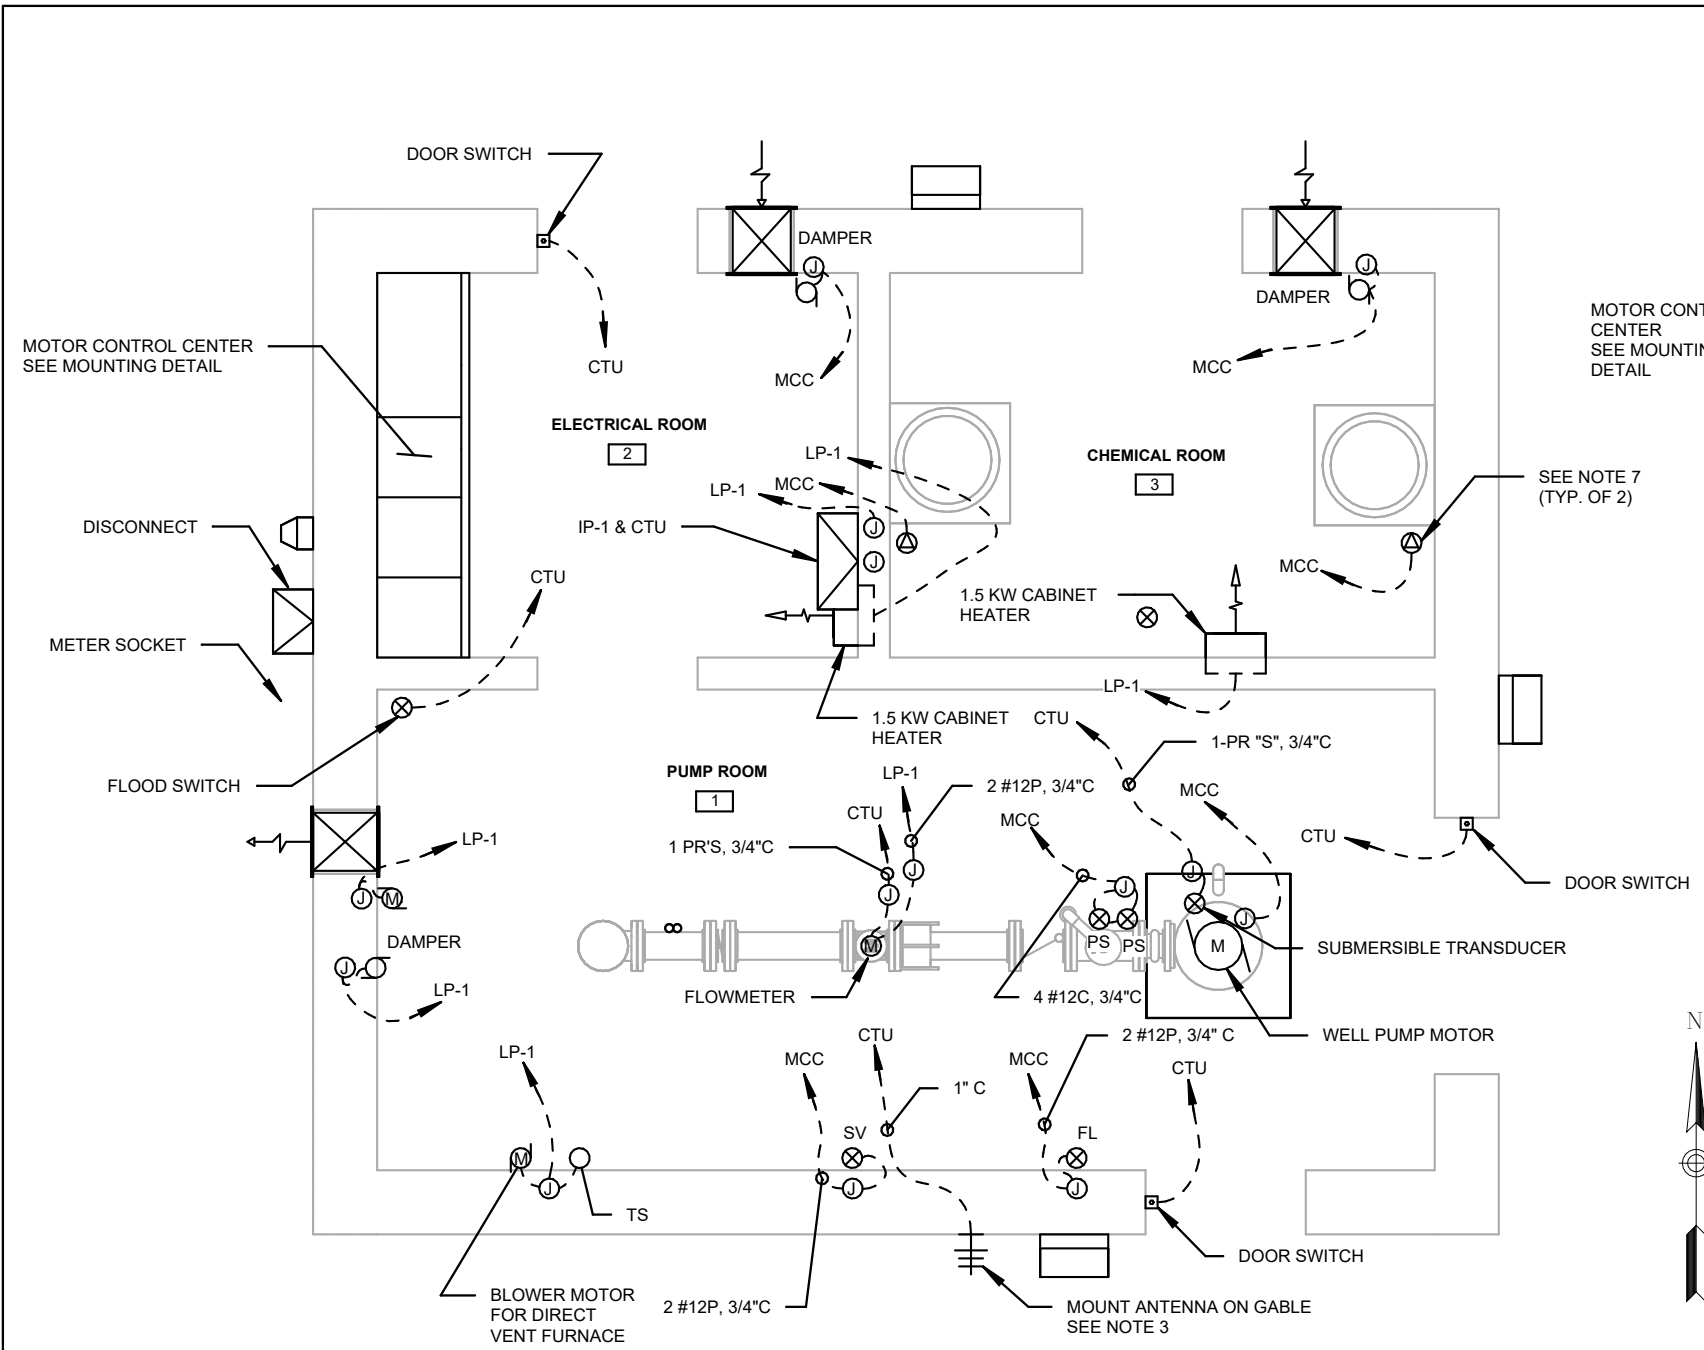 DOOR SWITCH
DAMPER
DAMPER
J
J
MOTOR CONTROL CENTER
SEE MOUNTING DETAIL
CTU
MCC
MCC
MOTOR CONT
CENTER
SEE MOUNTIN
DETAIL
ELECTRICAL ROOM
2
LP-1
CHEMICAL ROOM
3
LP-1
MCC
SEE NOTE 7
(TYP. OF 2)
DISCONNECT
IP-1 & CTU
J
J
CTU
MCC
1.5 KW CABINET
HEATER
METER SOCKET
LP-1
1.5 KW CABINET
HEATER
CTU
1-PR "S", 3/4"C
FLOOD SWITCH
PUMP ROOM
1
LP-1
2 #12P, 3/4"C
MCC
CTU
MCC
CTU
LP-1
1 PR'S, 3/4"C
J
J
J
J
DOOR SWITCH
J
M
J
DAMPER
M
PS
PS
M
SUBMERSIBLE TRANSDUCER
J
LP-1
FLOWMETER
4 #12C, 3/4"C
N
2 #12P, 3/4" C
WELL PUMP MOTOR
LP-1
MCC
CTU
MCC
CTU
1" C
SV
FL
M
J
J
J
TS
DOOR SWITCH
BLOWER MOTOR
FOR DIRECT
VENT FURNACE
2 #12P, 3/4"C
MOUNT ANTENNA ON GABLE
SEE NOTE 3